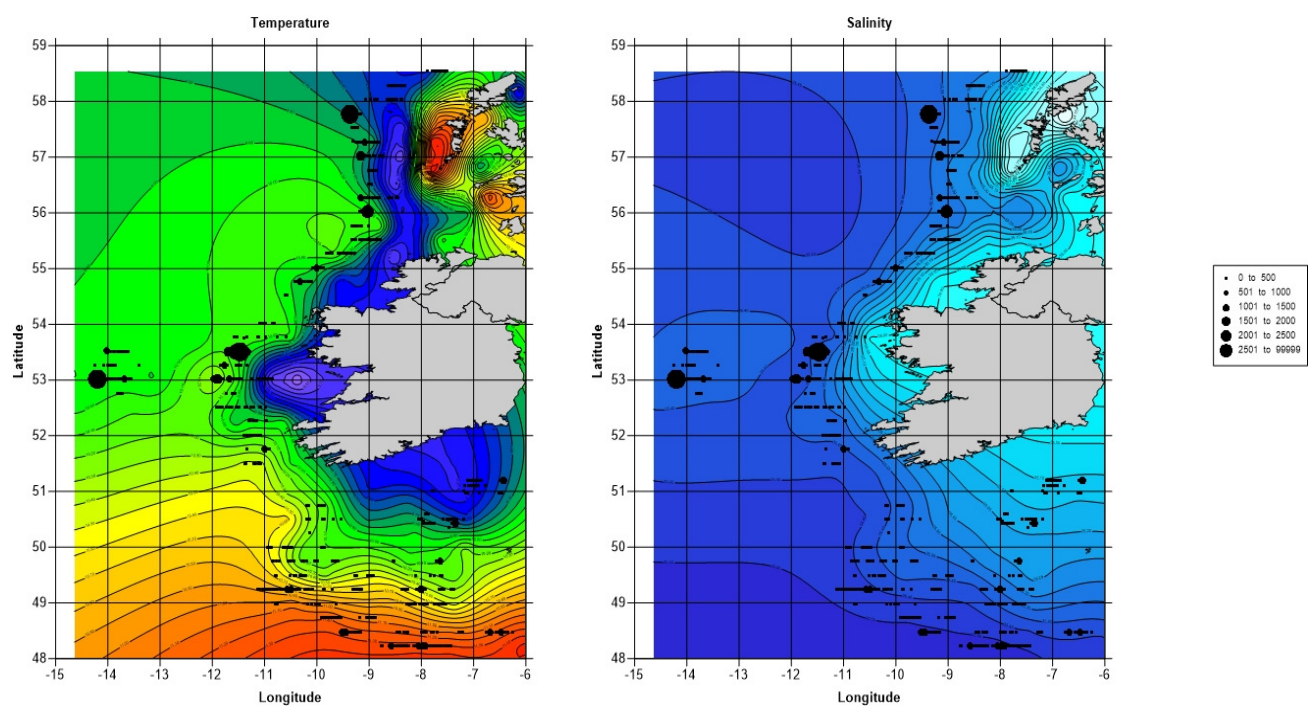 Temperature
59
58
57
56
55
54
53
52
51
50
49
48
Latitude
-15 -14 -13 -12 -11 -10 -9 -8 -7 -6
Longitude
Salinity
59
58
57
56
55
54
53
52
51
50
49
48
Latitude
-15 -14 -13 -12 -11 -10 -9 -8 -7 -6
Longitude
0 to 500
501 to 1000
1001 to 1500
1501 to 2000
2001 to 2500
2501 to 99999